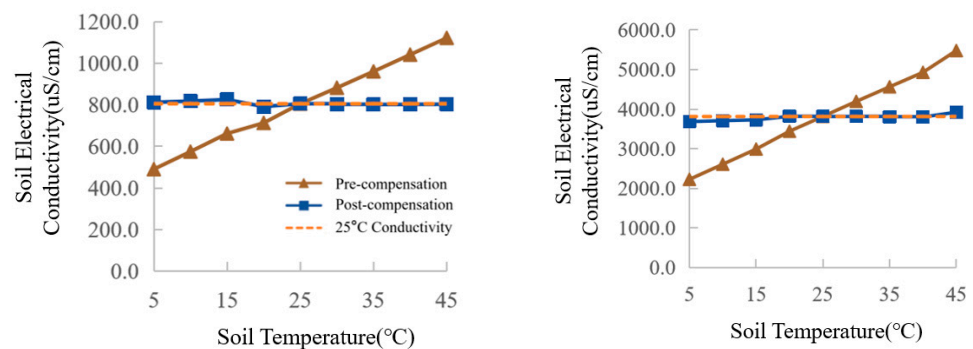 Soil Electrical
Conductivity(uS/cm)
1200.0
1000.0
800.0
600.0
400.0
200.0
0.0
Pre-compensation
Post-compensation
25°C Conductivity
5 15 25 35 45
Soil Temperature(°C)
Soil Electrical
Conductivity(uS/cm)
6000.0
5000.0
4000.0
3000.0
2000.0
1000.0
0.0
5 15 25 35 45
Soil Temperature(°C)